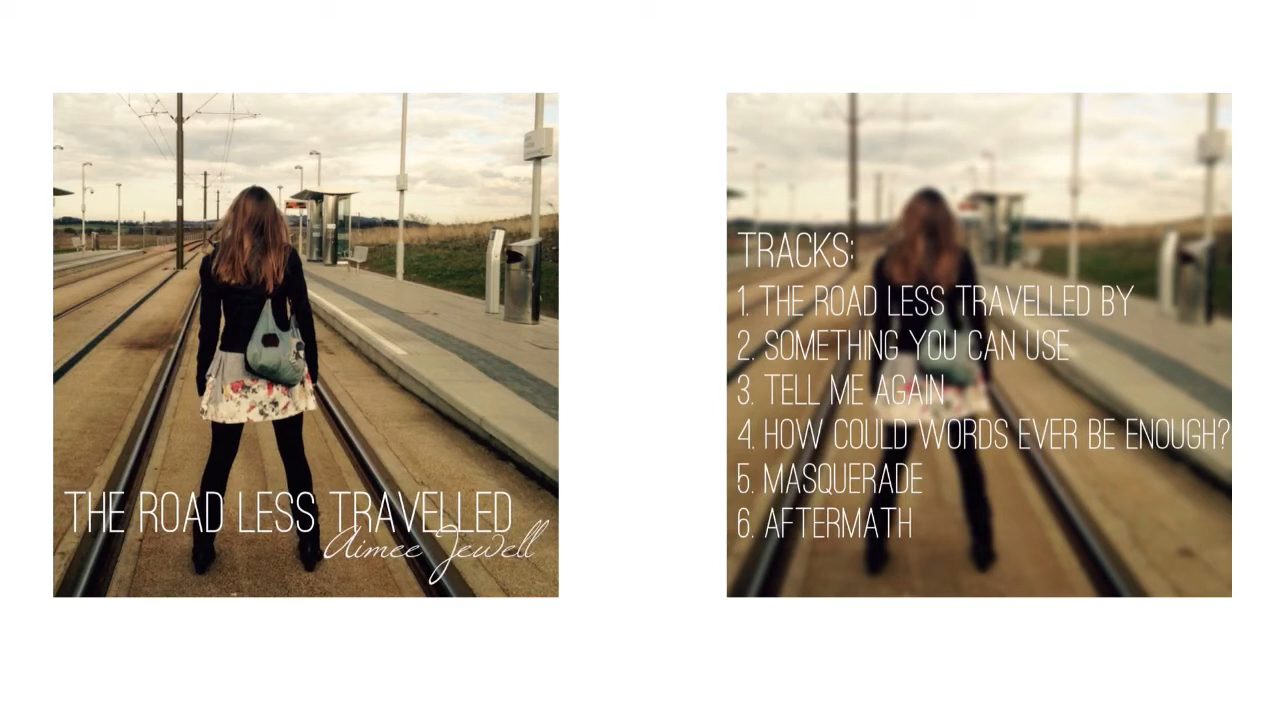 THE ROAD LESS TRAVELLED
Aimee Jewell
TRACKS:
1. THE ROAD LESS TRAVELLED BY
2. SOMETHING YOU CAN USE
3. TELL ME AGAIN
4. HOW COULD WORDS EVER BE ENOUGH?
5. MASQUERADE
6. AFTERMATH